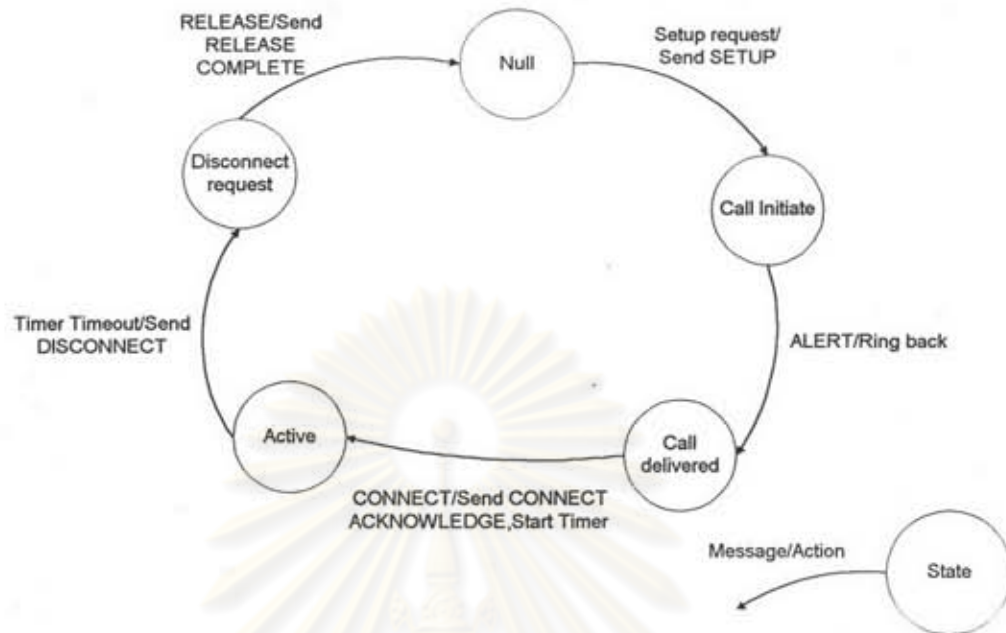 RELEASE/Send
RELEASE
COMPLETE
Null
Setup request/
Send SETUP
Disconnect
request
Call Initiate
Timer Timeout/Send
DISCONNECT
ALERT/Ring back
Active
Call
delivered
CONNECT/Send CONNECT
ACKNOWLEDGE,Start Timer
Message/Action
State